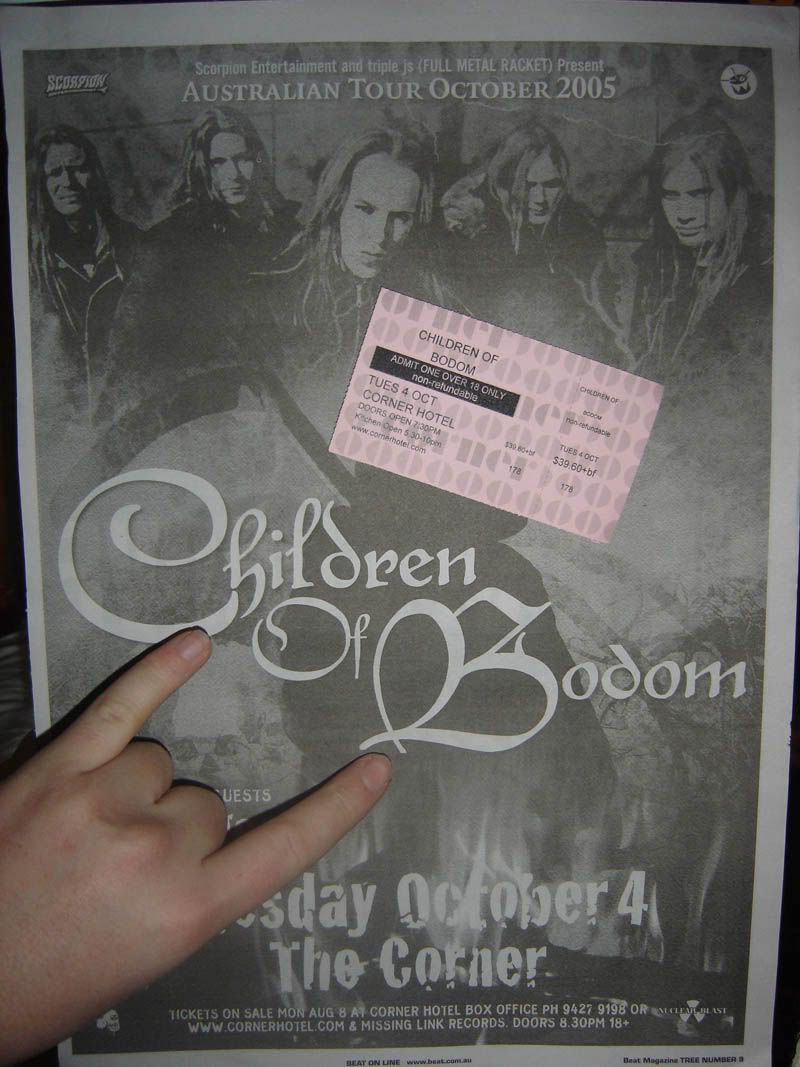 SCORPION
Scorpion Entertainment and triple js (FULL METAL RACKET) Present
AUSTRALIAN TOUR OCTOBER 2005
CHILDREN OF
BODOM
ADMIT ONE OVER 18 ONLY
non-refundable
TUES 4 OCT
CORNER HOTEL
DOORS OPEN 7:30PM
Kitchen Open 5:30-10pm
www.cornerhotel.com
$39.60+bf
178
CHILDREN OF
BODOM
non-refundable
TUES 4 OCT
$39.60+bf
178
Children
Of Bodom
UESTS
sday October 4
The Corner
TICKETS ON SALE MON AUG 8 AT CORNER HOTEL BOX OFFICE PH 9427 9198 OR
WWW.CORNERHOTEL.COM & MISSING LINK RECORDS. DOORS 8.30PM 18+
NUCLEAR BLAST
BEAT ON LINE www.beat.com.au
Beat Magazine TREE NUMBER 9